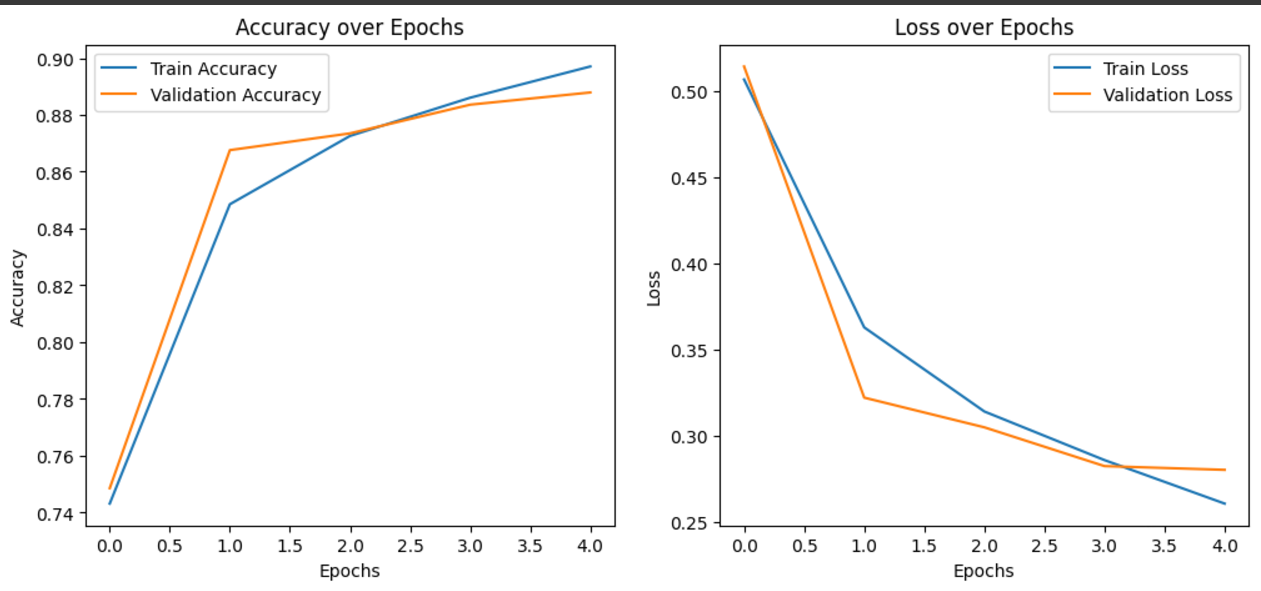 Accuracy over Epochs
0.90
0.88
0.86
0.84
0.82
0.80
0.78
0.76
0.74
Accuracy
Train Accuracy
Validation Accuracy
0.0 0.5 1.0 1.5 2.0 2.5 3.0 3.5 4.0
Epochs
Loss over Epochs
0.50
0.45
0.40
0.35
0.30
0.25
Loss
Train Loss
Validation Loss
0.0 0.5 1.0 1.5 2.0 2.5 3.0 3.5 4.0
Epochs